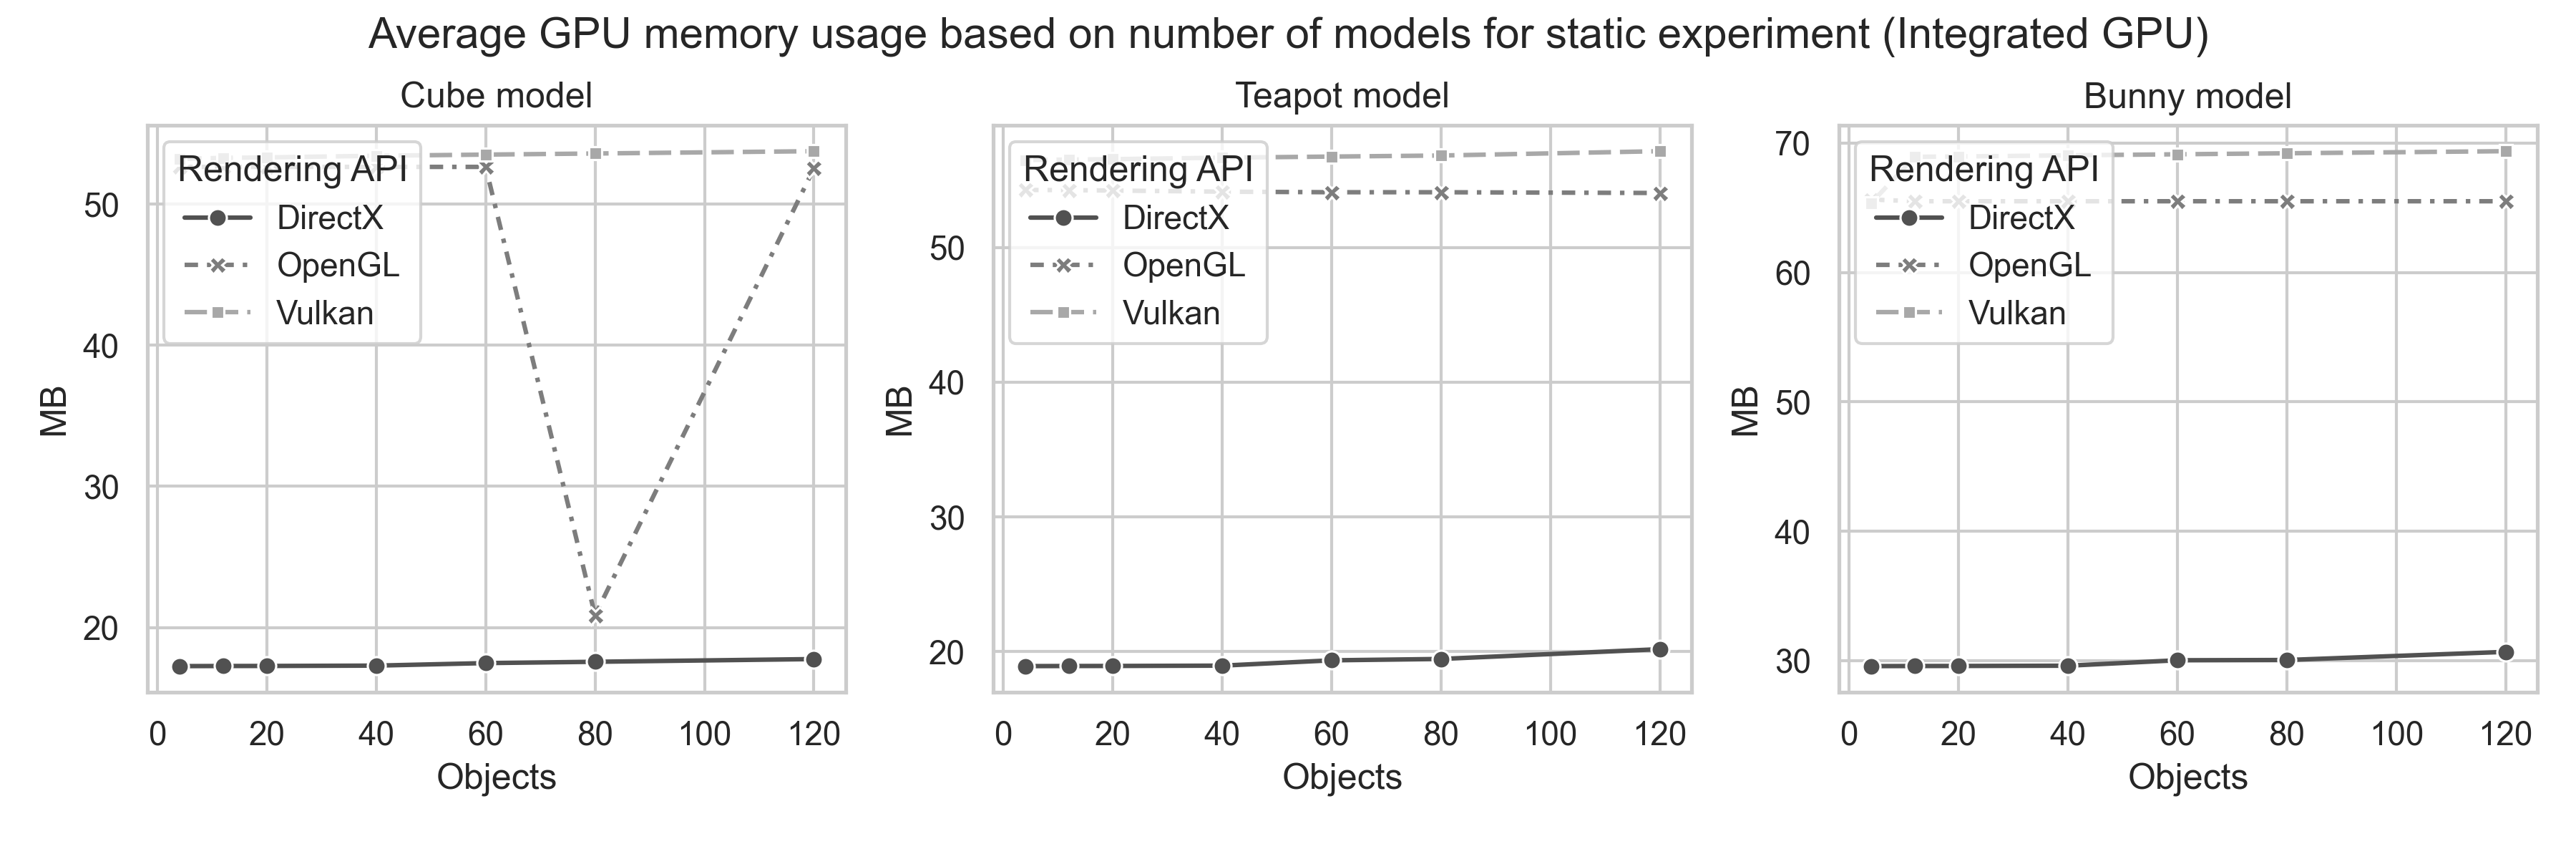 Average GPU memory usage based on number of models for static experiment (Integrated GPU)
Cube model
Rendering API
DirectX
OpenGL
Vulkan
50
40
30
20
MB
0 20 40 60 80 100 120
Objects
Teapot model
Rendering API
DirectX
OpenGL
Vulkan
50
40
30
20
MB
0 20 40 60 80 100 120
Objects
Bunny model
Rendering API
DirectX
OpenGL
Vulkan
70
60
50
40
30
MB
0 20 40 60 80 100 120
Objects